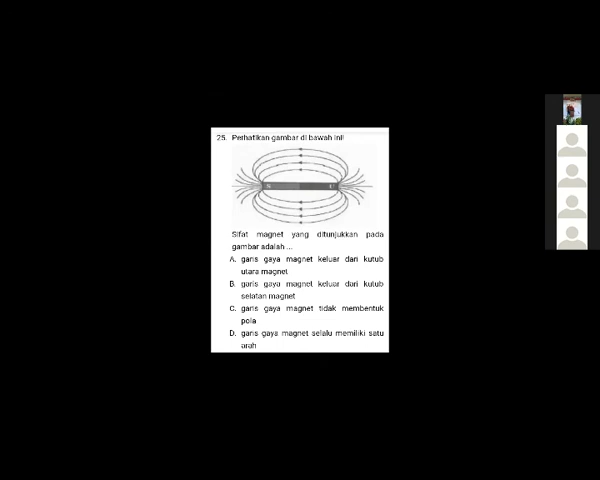 25. Perhatikan gambar di bawah ini!
S U
Sifat magnet yang ditunjukkan pada
gambar adalah ...
A. garis gaya magnet keluar dari kutub
utara magnet
B. garis gaya magnet keluar dari kutub
selatan magnet
C. garis gaya magnet tidak membentuk
pola
D. garis gaya magnet selalu memiliki satu
arah